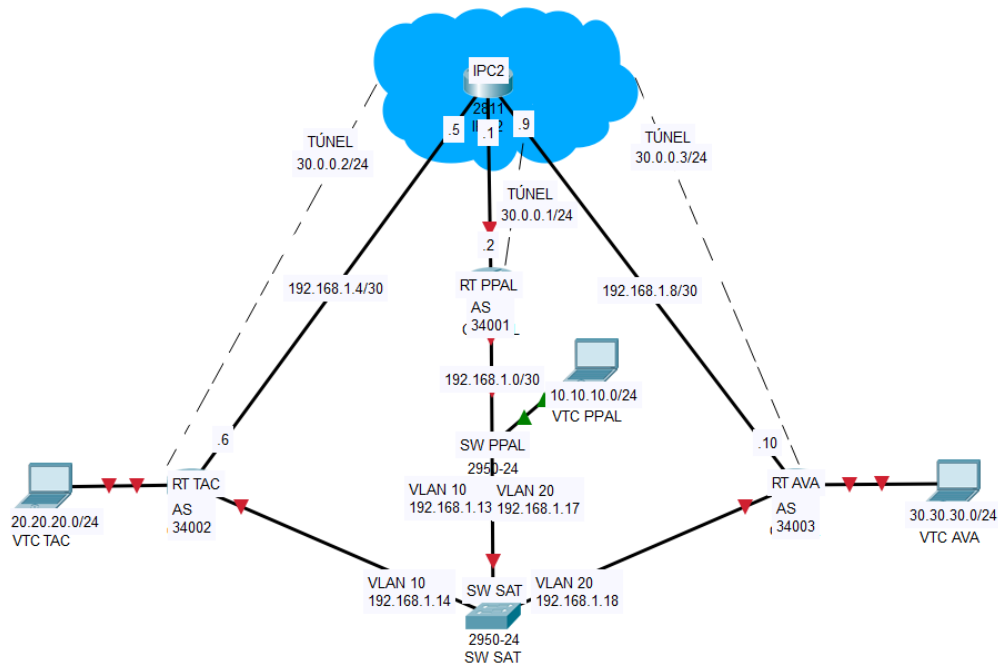 IPC2
2811
.5
.1
.9
TÚNEL
30.0.0.2/24
TÚNEL
30.0.0.3/24
TÚNEL
30.0.0.1/24
.2
192.168.1.4/30
RT PPAL
192.168.1.8/30
AS
34001
192.168.1.0/30
10.10.10.0/24
VTC PPAL
.6
SW PPAL
.10
2950-24
RT TAC
VLAN 10
192.168.1.13
VLAN 20
192.168.1.17
RT AVA
20.20.20.0/24
VTC TAC
AS
34002
AS
34003
30.30.30.0/24
VTC AVA
VLAN 10
192.168.1.14
SW SAT
VLAN 20
192.168.1.18
2950-24
SW SAT